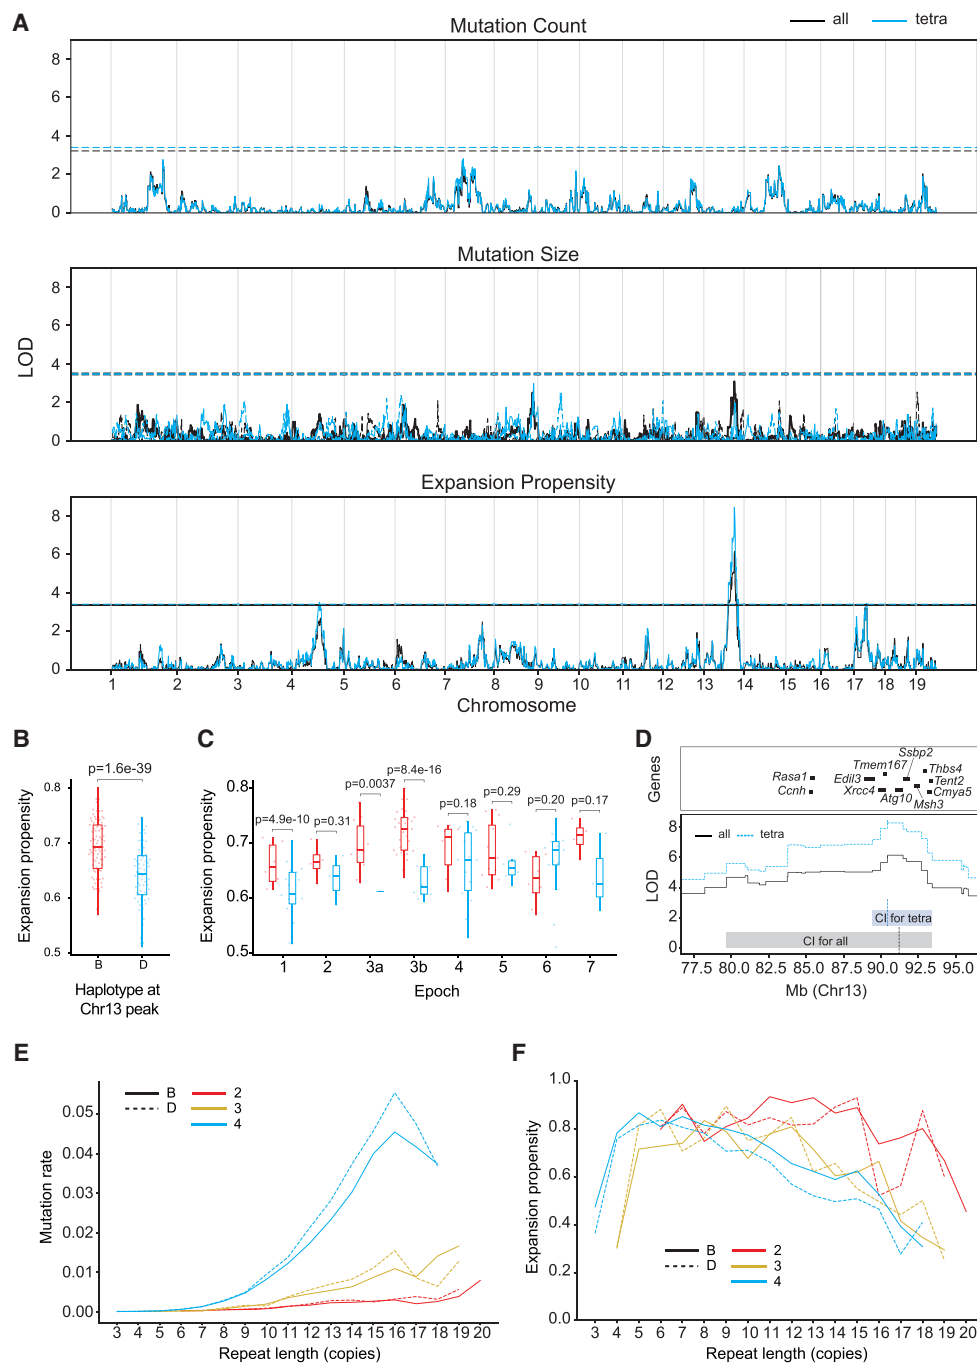 A
all
tetra
Mutation Count
8
6
4
2
0
Mutation Size
8
6
4
2
0
LOD
Expansion Propensity
8
6
4
2
0
1 2 3 4 5 6 7 8 9 10 11 12 13 14 15 16 17 18 19
Chromosome
B
p=1.6e-39
0.8
0.7
0.6
0.5
Expansion propensity
B D
Haplotype at
Chr13 peak
C
p=4.9e-10
p=0.31
p=0.0037
p=8.4e-16
p=0.18
p=0.29
p=0.20
p=0.17
0.8
0.7
0.6
0.5
Expansion propensity
1 2 3a 3b 4 5 6 7
Epoch
D
Genes
Ssbp2
Tmem167
Thbs4
Rasa1
Edil3
Tent2
Ccnh
Xrcc4
Cmya5
Atg10
Msh3
all
tetra
8.0
6.0
4.0
2.0
0
LOD
CI for tetra
CI for all
77.5 80.0 82.5 85.0 87.5 90.0 92.5 95.0
Mb (Chr13)
E
B
D
2
3
4
0.05
0.04
0.03
0.02
0.01
0.00
Mutation rate
3 4 5 6 7 8 9 10 11 12 13 14 15 16 17 18 19 20
Repeat length (copies)
F
1.0
0.8
0.6
0.4
0.2
0.0
Expansion propensity
B
D
2
3
4
3 4 5 6 7 8 9 10 11 12 13 14 15 16 17 18 19 20
Repeat length (copies)